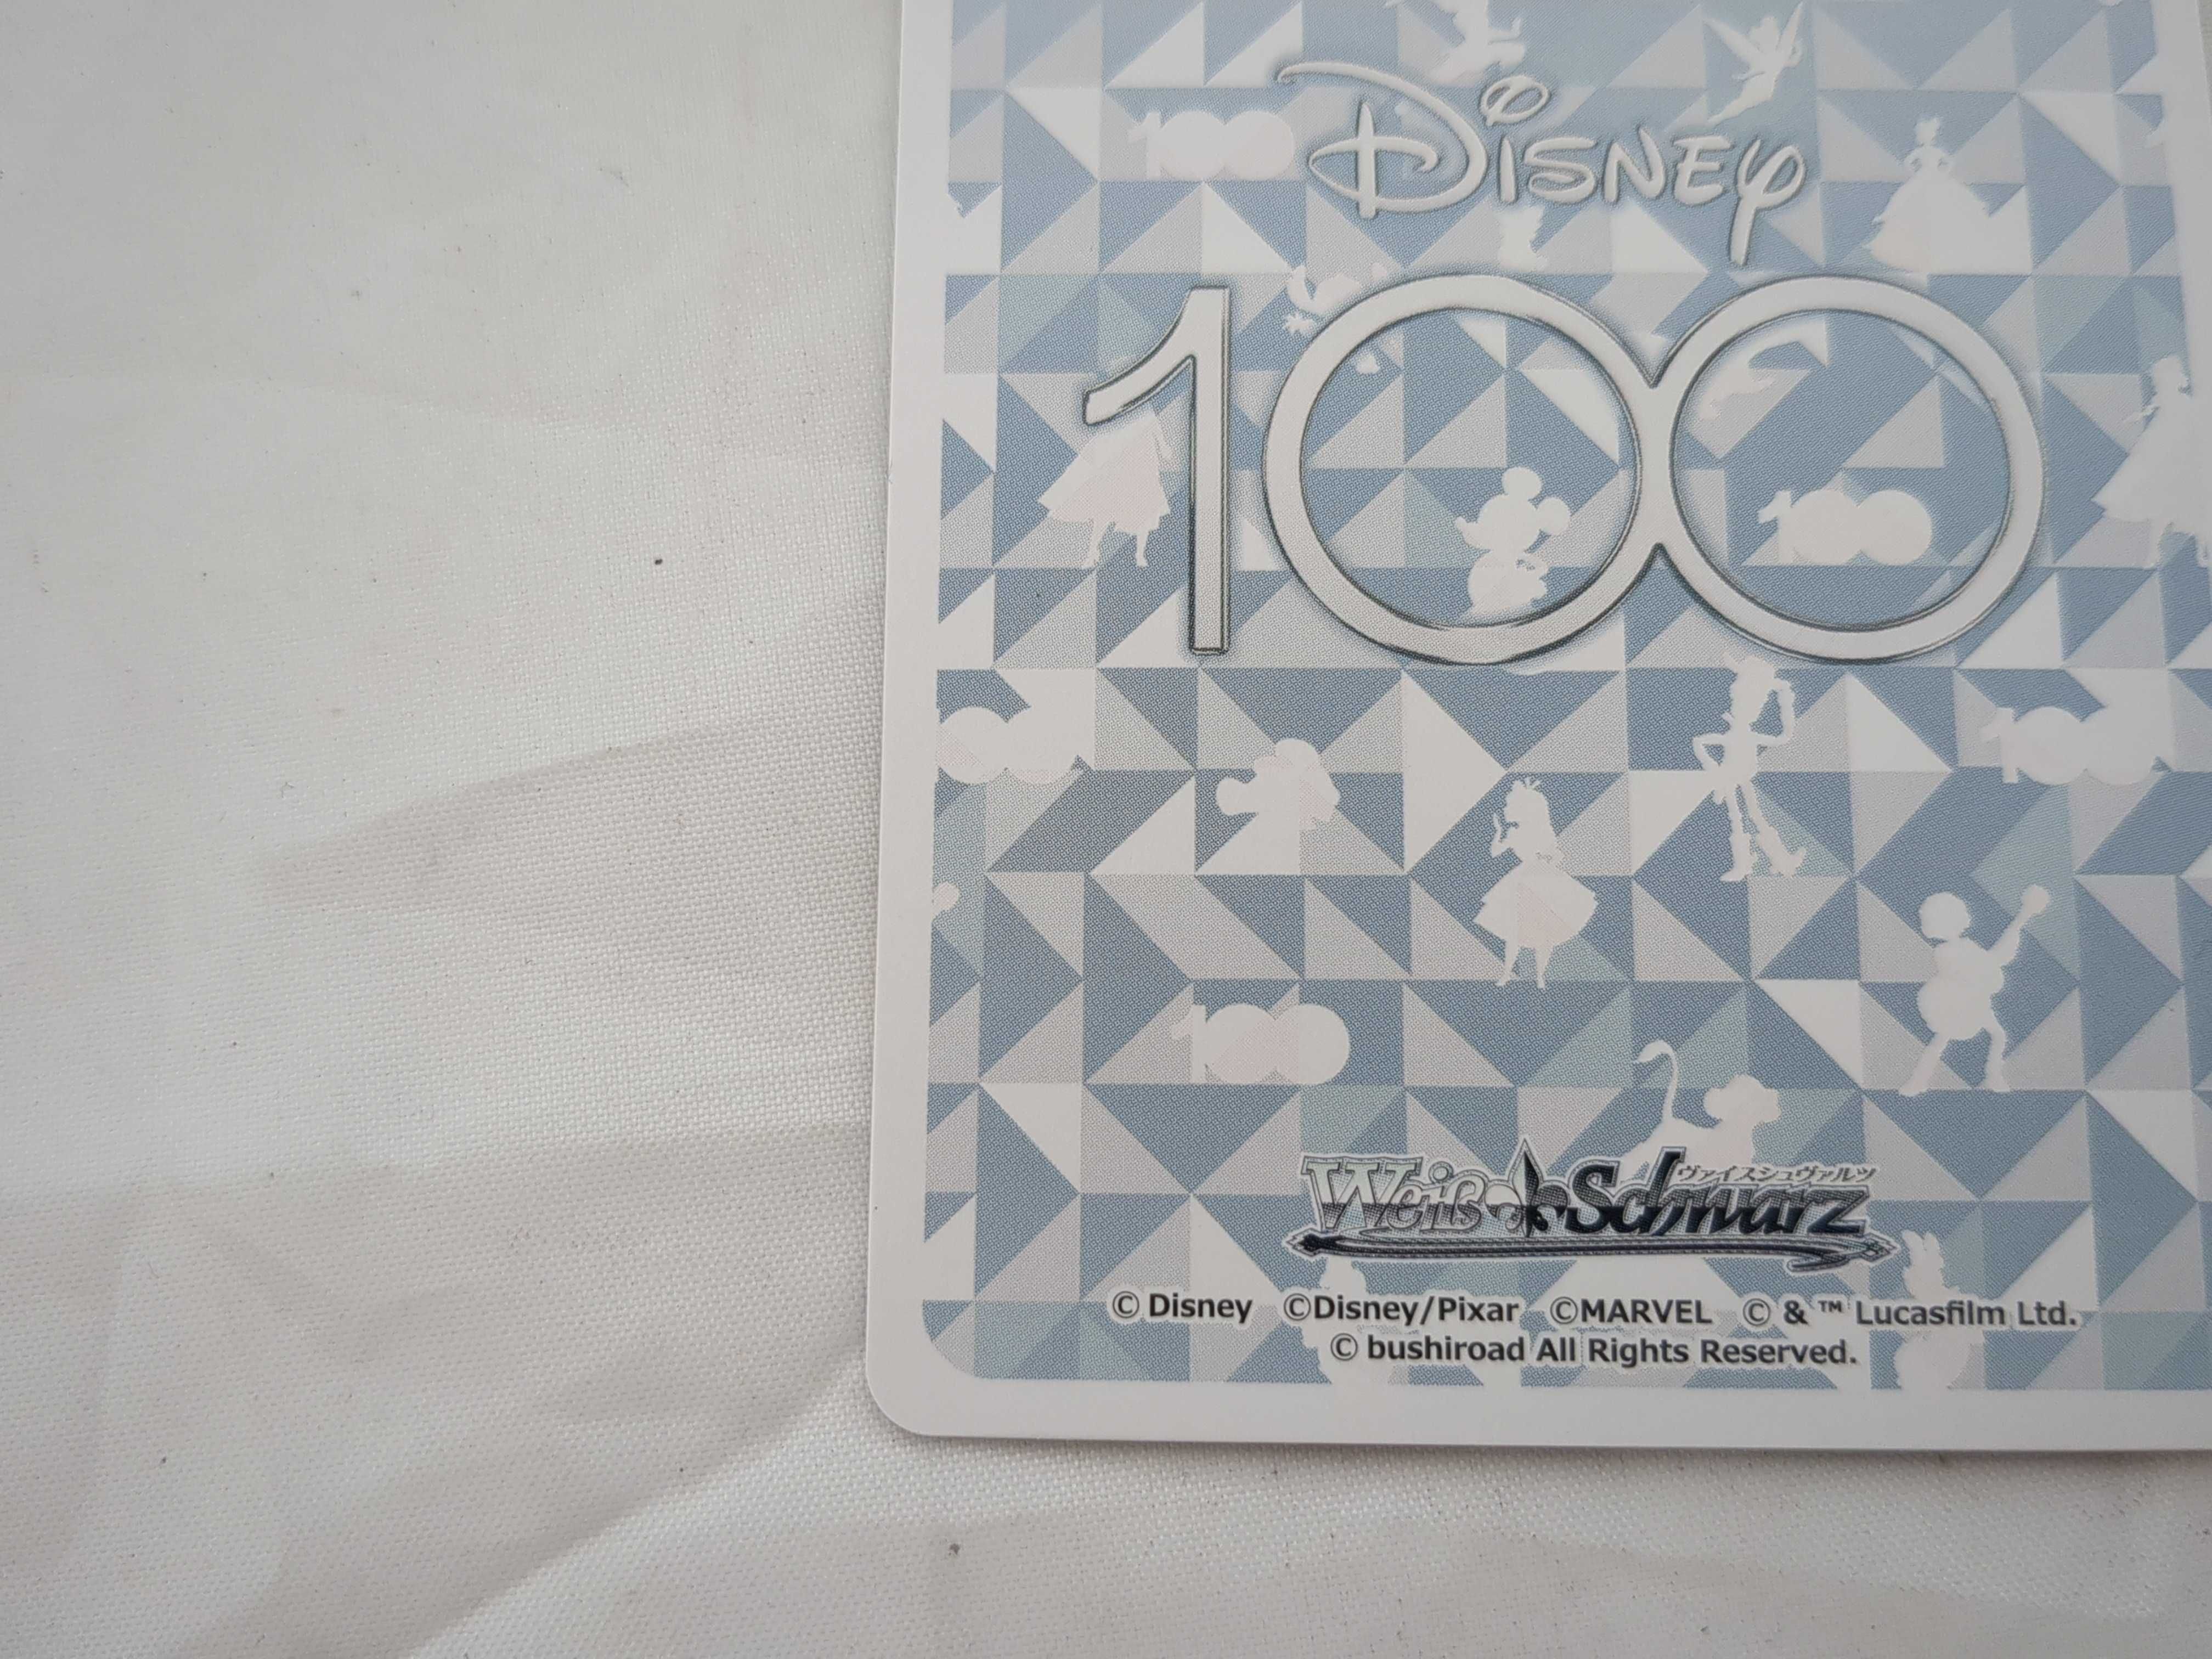 Disney
100
ヴァイスシュヴァルツ
Weiß Schwarz
© Disney ©Disney/Pixar ©MARVEL © & ™ Lucasfilm Ltd.
© bushiroad All Rights Reserved.